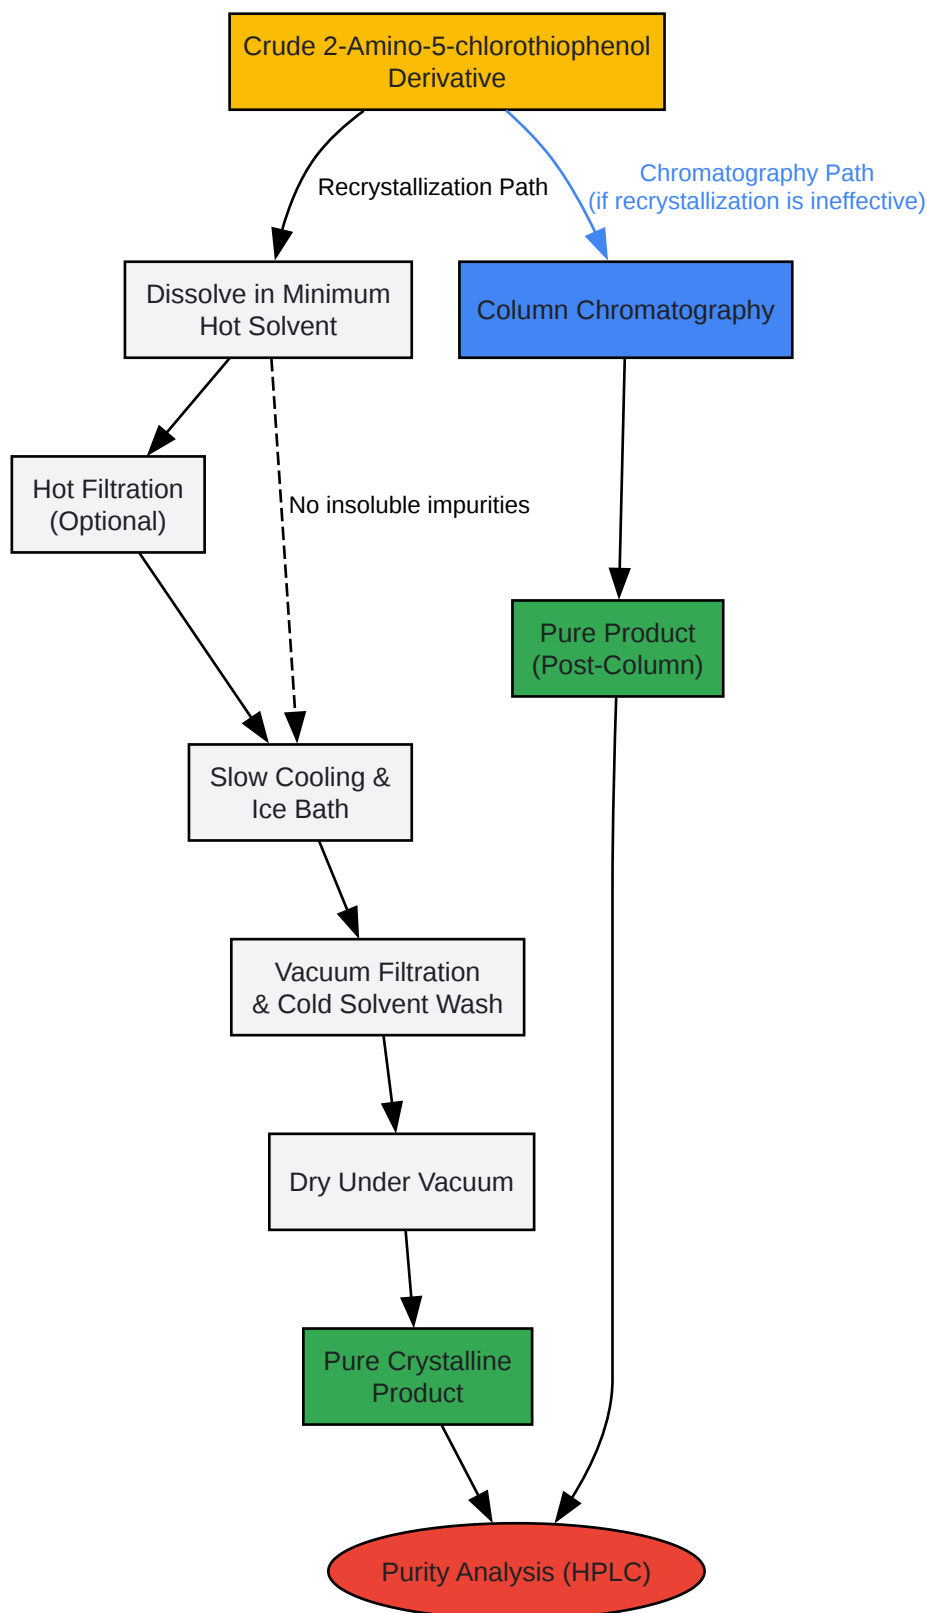 Crude 2-Amino-5-chlorothiophenol
Derivative
Recrystallization Path
Chromatography Path
(if recrystallization is ineffective)
Dissolve in Minimum
Hot Solvent
Column Chromatography
Hot Filtration
(Optional)
No insoluble impurities
Pure Product
(Post-Column)
Slow Cooling &
Ice Bath
Vacuum Filtration
& Cold Solvent Wash
Dry Under Vacuum
Pure Crystalline
Product
Purity Analysis (HPLC)